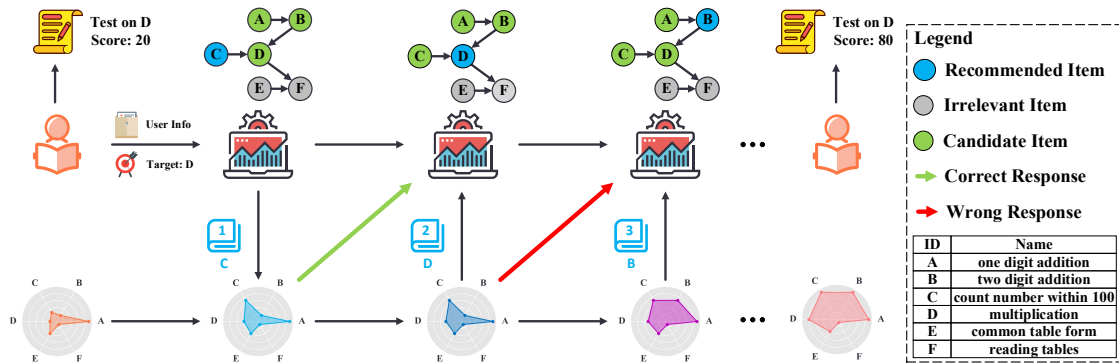 Test on D
Score: 20
A B
C D
E F
A B
C D
E F
A B
C D
E F
Test on D
Score: 80
User Info
Target: D
1
C
2
D
3
B
C B
D A
E F
C B
D A
E F
C B
D A
E F
C B
D A
E F
C B
D A
E F
Legend
Recommended Item
Irrelevant Item
Candidate Item
Correct Response
Wrong Response
ID Name
A one digit addition
B two digit addition
C count number within 100
D multiplication
E common table form
F reading tables